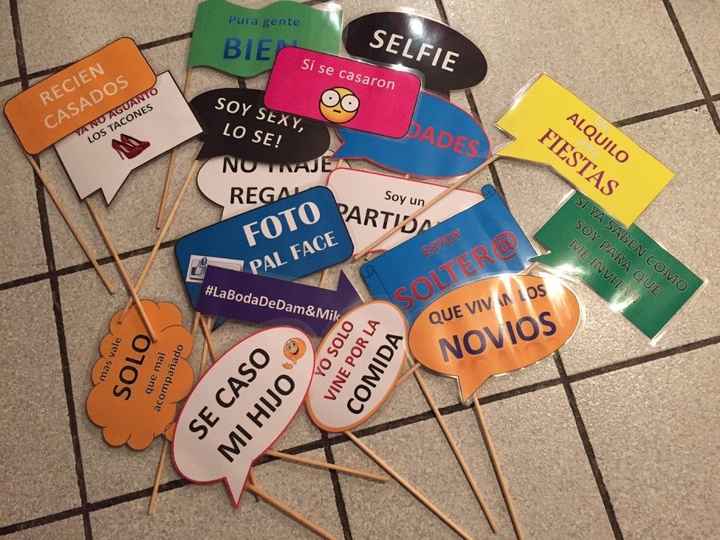 Pura gente
BIEN
SELFIE
RECIEN
CASADOS
YA NO AGUANTO
LOS TACONES
Si se casaron
SOY SEXY,
LO SE!
DADES
ALQUILO
FIESTAS
NO TRAJE
REGAL
Soy un
PARTIDA
FOTO
PAL FACE
ESTOY
SOLTER@
SI YA SABEN COMO
SOY PARA QUE
ME INVITAN
#LaBodaDeDam&Mik
QUE VIVAN LOS
NOVIOS
mas vale
SOLO
que mal
acompañado
SE CASO
MI HIJO
YO SOLO
VINE POR LA
COMIDA